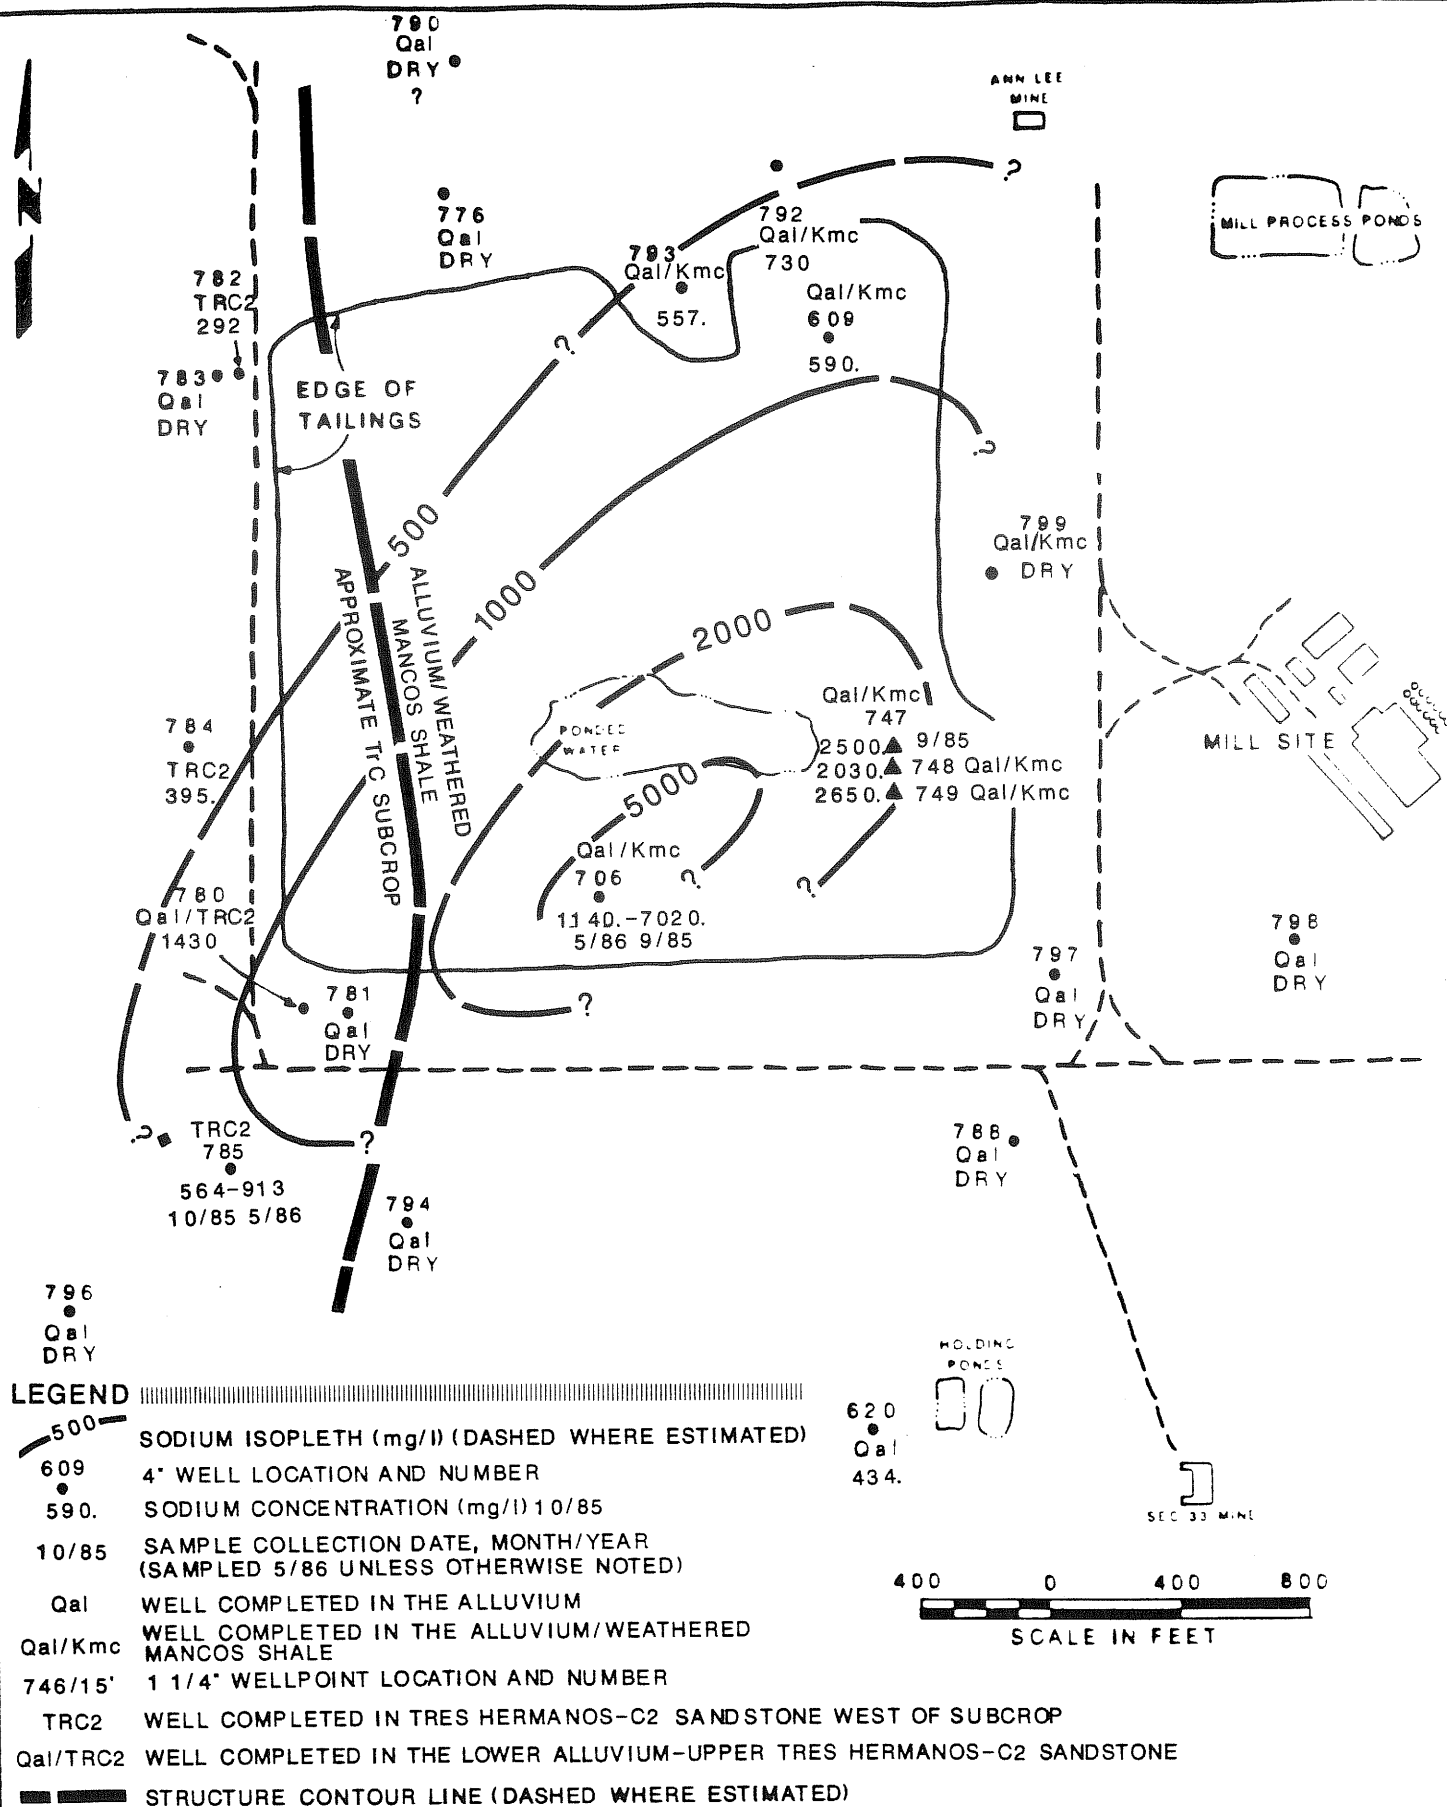 790
Qal
DRY
?
ANN LEE
MINE
N
?
MILL PROCESS PONDS
776
Qal
DRY
792
Qal/Kmc
730
793
Qal/Kmc
557.
782
TRC2
292
Qal/Kmc
609
590.
?
783
Qal
DRY
EDGE OF
TAILINGS
?
500
799
Qal/Kmc
DRY
1000
ALLUVIUM/WEATHERED
MANCOS SHALE
APPROXIMATE TrC SUBCROP
2000
Qal/Kmc
747
2500. 9/85
2030. 748 Qal/Kmc
2650. 749 Qal/Kmc
PONDED
WATER
MILL SITE
784
TRC2
395.
5000
Qal/Kmc
706
1140.-7020.
5/86 9/85
?
?
780
Qal/TRC2
1430
798
Qal
DRY
797
Qal
DRY
781
Qal
DRY
?
?
TRC2
785
564-913
10/85 5/86
?
788
Qal
DRY
794
Qal
DRY
796
Qal
DRY
HOLDING
PONDS
620
Qal
434.
SEC 33 MINE
LEGEND
500 SODIUM ISOPLETH (mg/l) (DASHED WHERE ESTIMATED)
609 4" WELL LOCATION AND NUMBER
590. SODIUM CONCENTRATION (mg/l) 10/85
10/85 SAMPLE COLLECTION DATE, MONTH/YEAR
(SAMPLED 5/86 UNLESS OTHERWISE NOTED)
Qal WELL COMPLETED IN THE ALLUVIUM
Qal/Kmc WELL COMPLETED IN THE ALLUVIUM/WEATHERED
MANCOS SHALE
746/15' 1 1/4" WELLPOINT LOCATION AND NUMBER
TRC2 WELL COMPLETED IN TRES HERMANOS-C2 SANDSTONE WEST OF SUBCROP
Qal/TRC2 WELL COMPLETED IN THE LOWER ALLUVIUM-UPPER TRES HERMANOS-C2 SANDSTONE
STRUCTURE CONTOUR LINE (DASHED WHERE ESTIMATED)
400 0 400 800
SCALE IN FEET